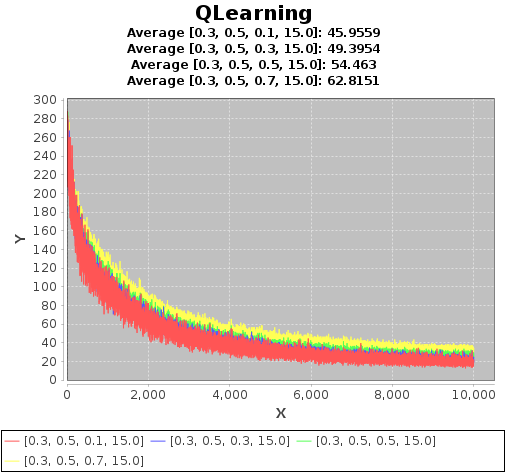 QLearning
Average [0.3, 0.5, 0.1, 15.0]: 45.9559
Average [0.3, 0.5, 0.3, 15.0]: 49.3954
Average [0.3, 0.5, 0.5, 15.0]: 54.463
Average [0.3, 0.5, 0.7, 15.0]: 62.8151
300
280
260
240
220
200
180
160
140
120
100
80
60
40
20
0
Y
0 2,000 4,000 6,000 8,000 10,000
X
[0.3, 0.5, 0.1, 15.0] [0.3, 0.5, 0.3, 15.0] [0.3, 0.5, 0.5, 15.0]
[0.3, 0.5, 0.7, 15.0]